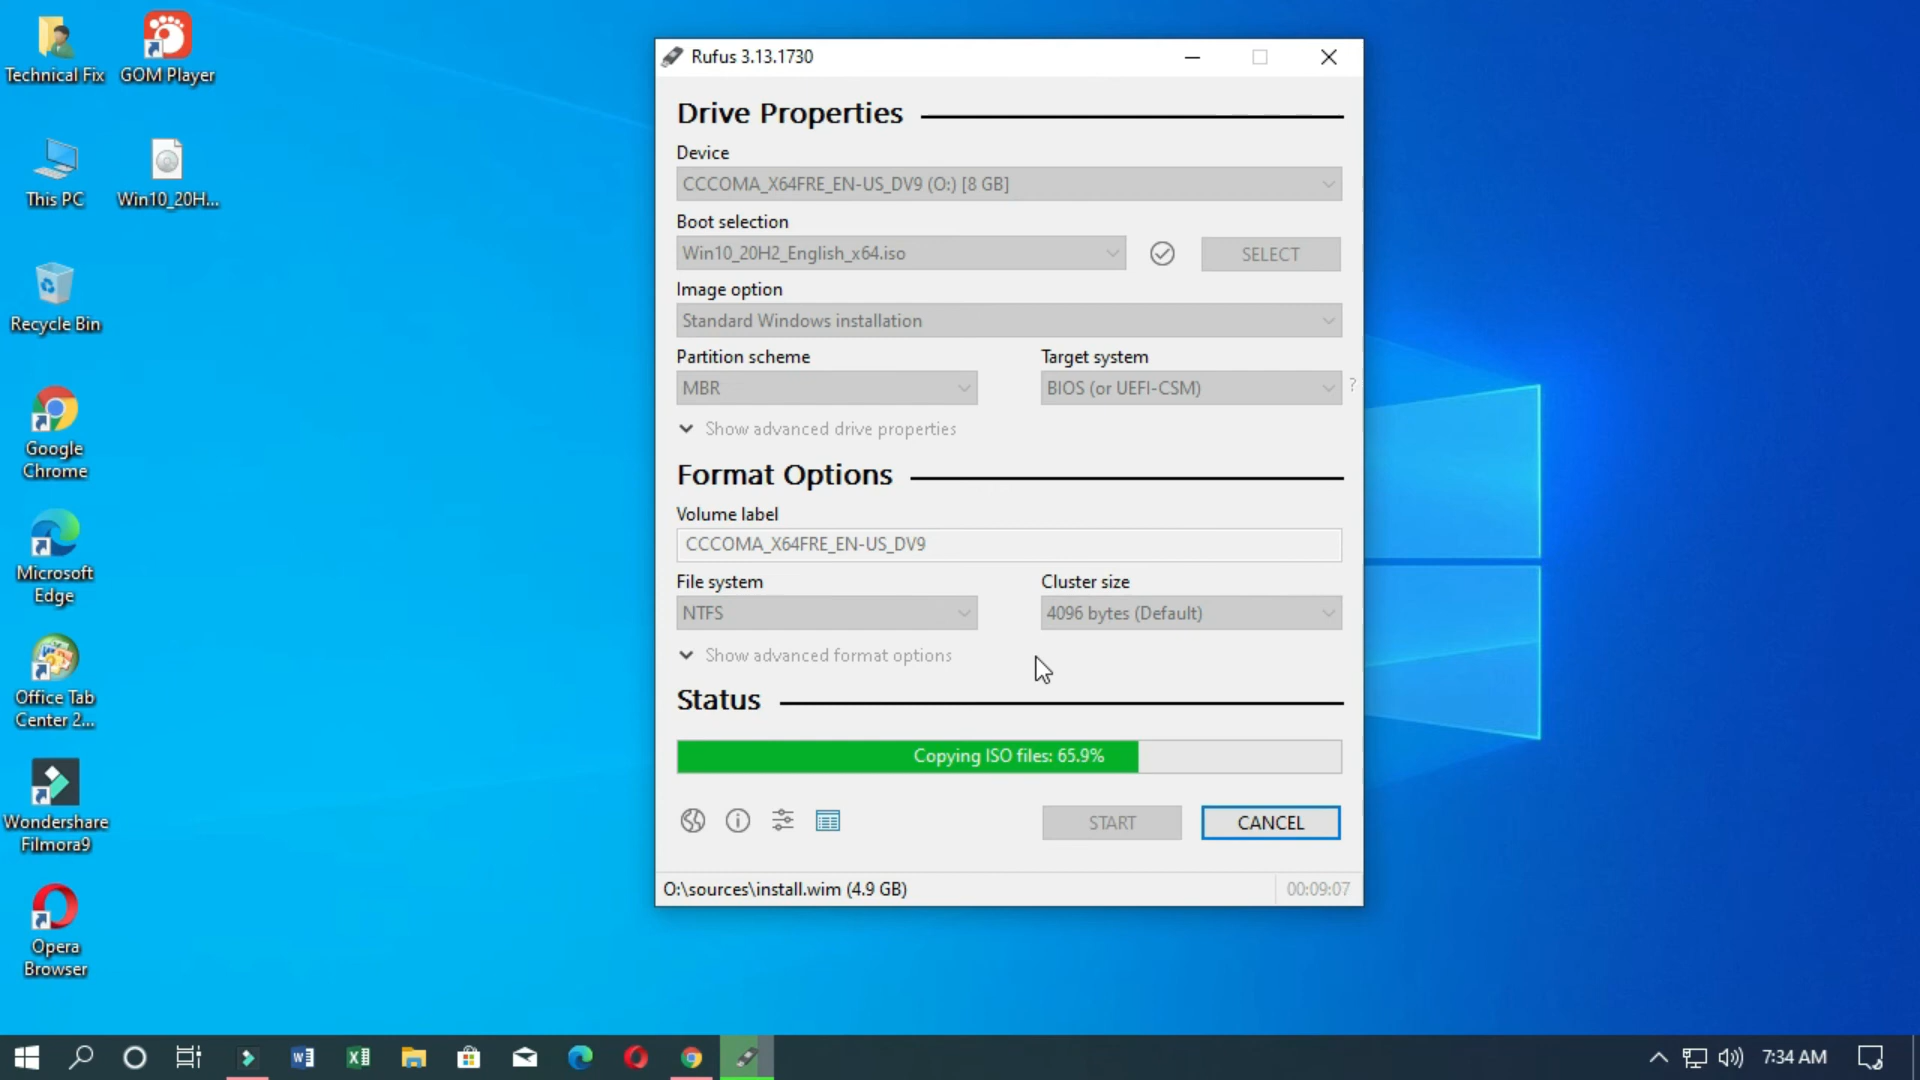 Technical Fix
GOM Player
This PC
Win10_20H...
Recycle Bin
Google
Chrome
Microsoft
Edge
Office Tab
Center 2...
Wondershare
Filmora9
Opera
Browser
Rufus 3.13.1730
Drive Properties
Device
CCCOMA_X64FRE_EN-US_DV9 (O:) [8 GB]
Boot selection
Win10_20H2_English_x64.iso
SELECT
Image option
Standard Windows installation
Partition scheme
Target system
MBR
BIOS (or UEFI-CSM)
?
Show advanced drive properties
Format Options
Volume label
CCCOMA_X64FRE_EN-US_DV9
File system
Cluster size
NTFS
4096 bytes (Default)
Show advanced format options
Status
Copying ISO files: 65.9%
START
CANCEL
O:\sources\install.wim (4.9 GB)
00:09:07
7:34 AM